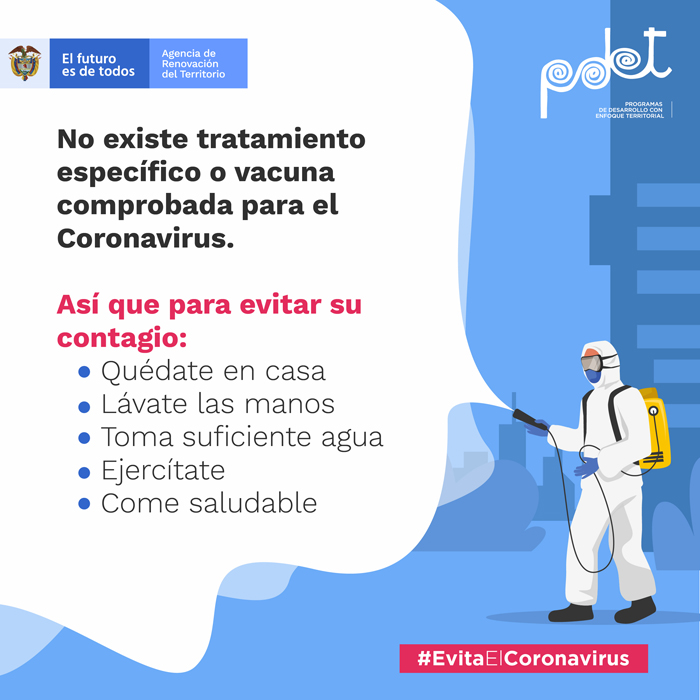 El futuro
es de todos
Agencia de
Renovación
del Territorio
pdet
PROGRAMAS
DE DESARROLLO CON
ENFOQUE TERRITORIAL
No existe tratamiento
específico o vacuna
comprobada para el
Coronavirus.
Así que para evitar su
contagio:
Quédate en casa
Lávate las manos
Toma suficiente agua
Ejercítate
Come saludable
#EvitaElCoronavirus